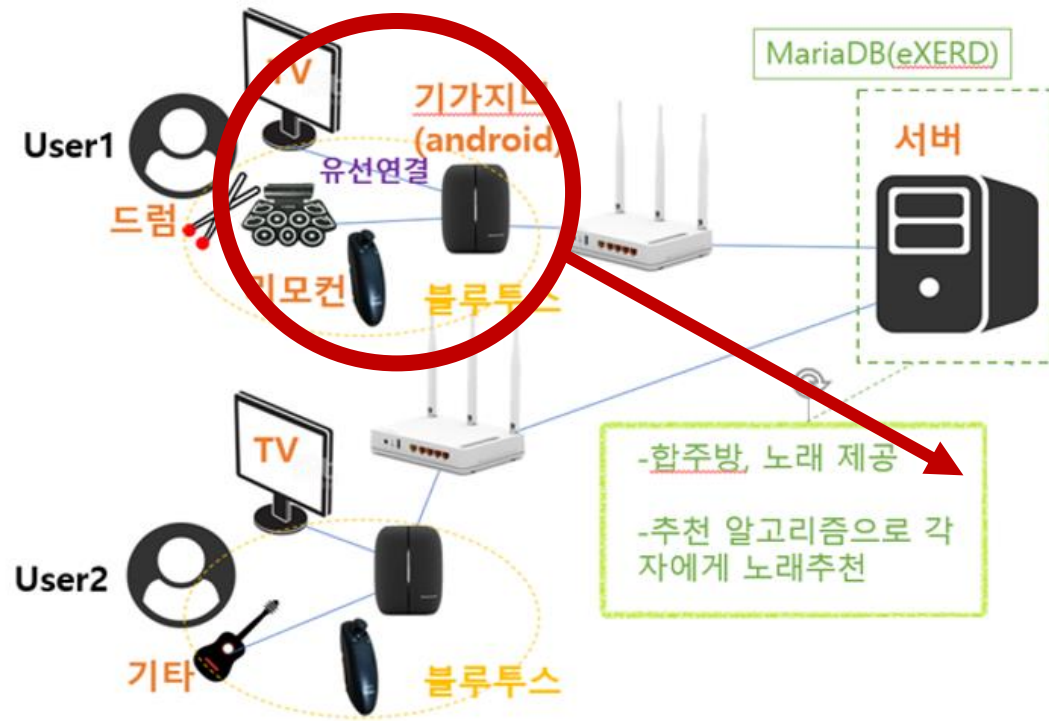 MariaDB(eXERD)
TV
기가지니
(android)
서버
User1
유선연결
드럼
리모컨
블루투스
TV
-합주방, 노래 제공
-추천 알고리즘으로 각
자에게 노래추천
User2
기타
블루투스